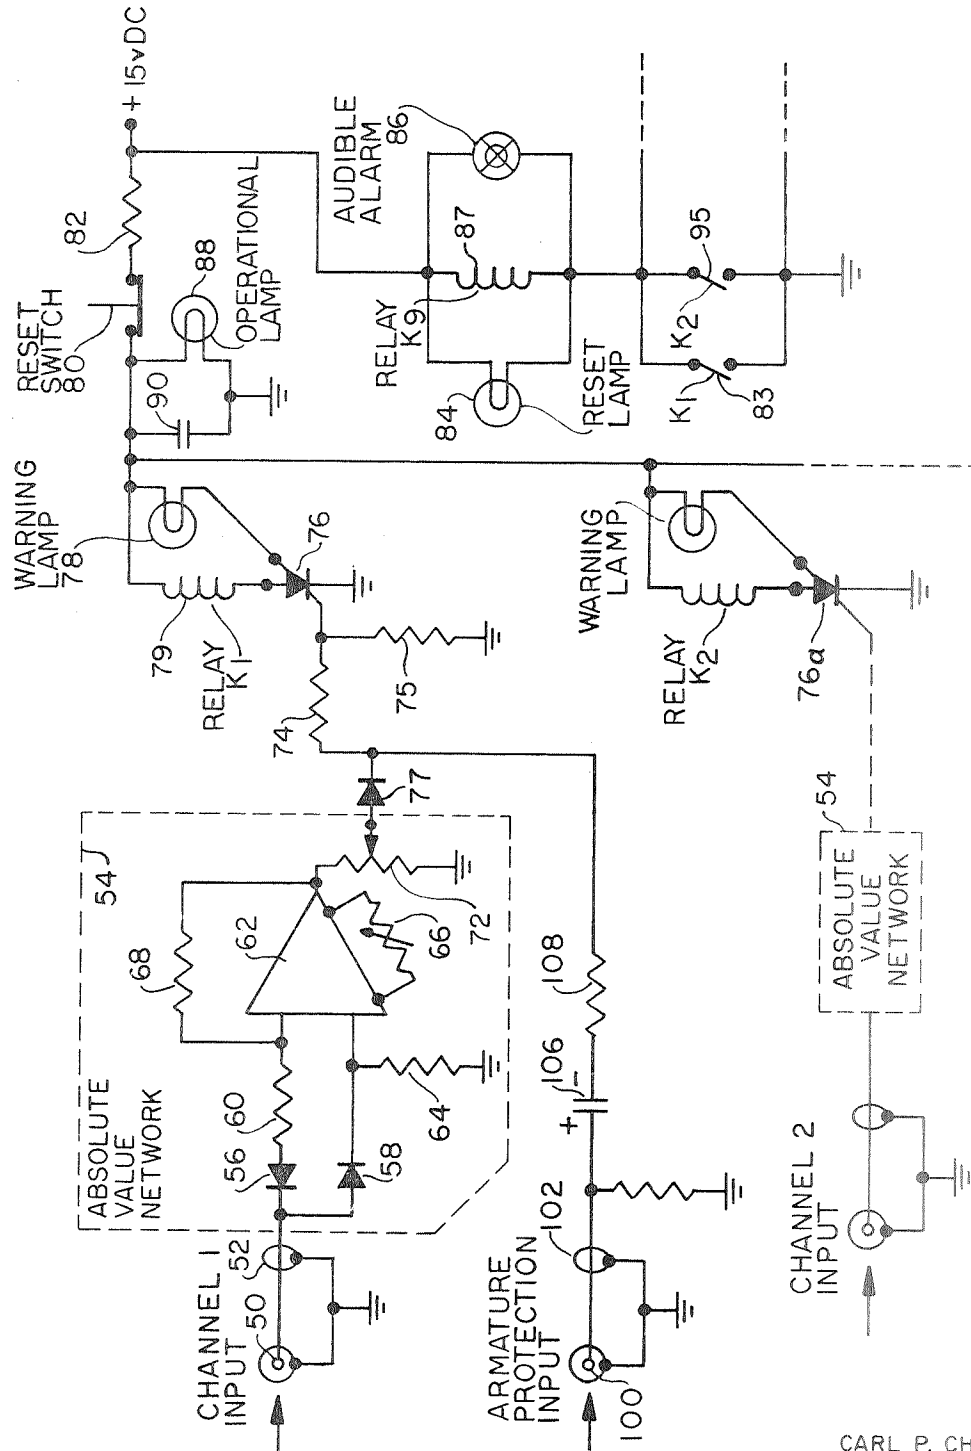 CHANNEL 1
INPUT
50
52
ABSOLUTE
VALUE
NETWORK
54
56
58
60
62
64
66
68
72
77
74
75
76
WARNING
LAMP
78
79
RELAY
K1
RESET
SWITCH
80
82
+15vDC
90
88
OPERATIONAL
LAMP
AUDIBLE
ALARM
86
87
RELAY
K9
84
RESET
LAMP
K2
95
K1
83
ARMATURE
PROTECTION
INPUT
100
102
+
106
-
108
CHANNEL 2
INPUT
54
ABSOLUTE
VALUE
NETWORK
76a
RELAY
K2
WARNING
LAMP
CARL P. CH